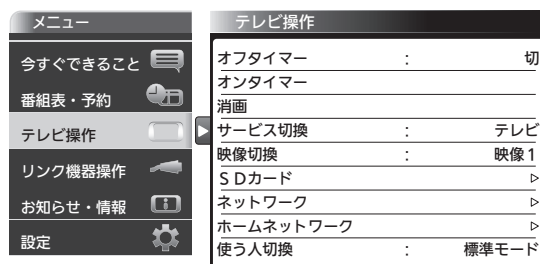 メニュー
今すぐできること
番組表・予約
テレビ操作
リンク機器操作
お知らせ・情報
設定
テレビ操作
オフタイマー : 切
オンタイマー
消画
サービス切換 : テレビ
映像切換 : 映像1
SDカード
ネットワーク
ホームネットワーク
使う人切換 : 標準モード